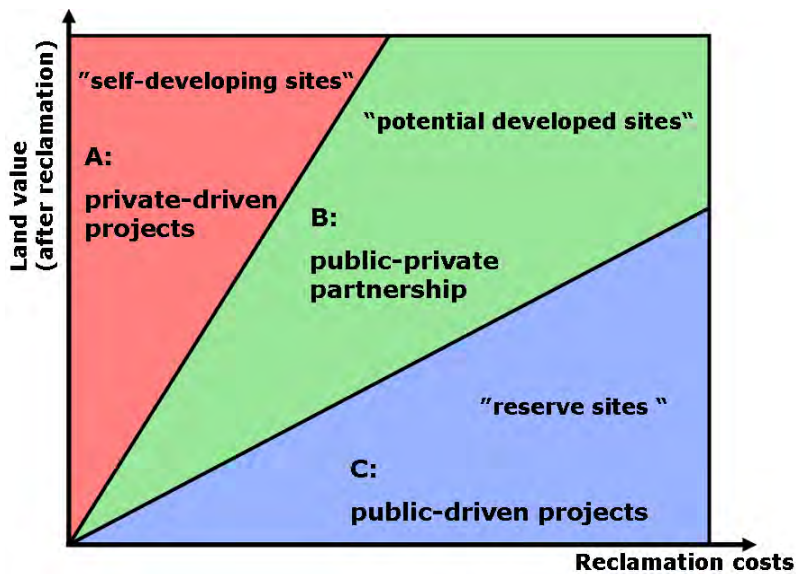 Land value
(after reclamation)
”self-developing sites“
A:
private-driven
projects
“potential developed sites“
B:
public-private
partnership
”reserve sites “
C:
public-driven projects
Reclamation costs